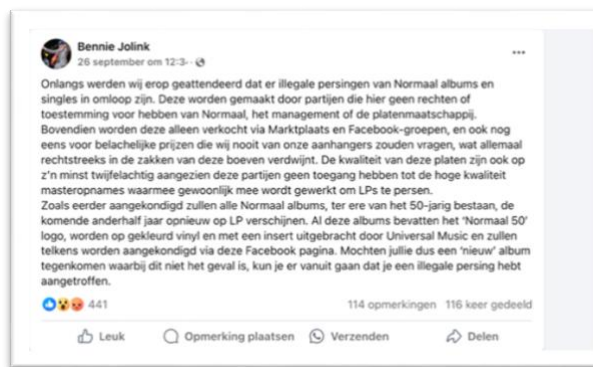 Bennie Jolink
26 september om 12:3
Onlangs werden wij erop geattendeerd dat er illegale persingen van Normaal albums en
singles in omloop zijn. Deze worden gemaakt door partijen die hier geen rechten of
toestemming voor hebben van Normaal, het management of de platenmaatschappij.
Bovendien worden deze alleen verkocht via Marktplaats en Facebook-groepen, en ook nog
eens voor belachelijke prijzen die wij nooit van onze aanhangers zouden vragen, wat allemaal
rechtstreeks in de zakken van deze boeven verdwijnt. De kwaliteit van deze platen zijn ook op
z'n minst twijfelachtig aangezien deze partijen geen toegang hebben tot de hoge kwaliteit
masteropnames waarmee gewoonlijk mee wordt gewerkt om LPs te persen.
Zoals eerder aangekondigd zullen alle Normaal albums, ter ere van het 50-jarig bestaan, de
komende anderhalf jaar opnieuw op LP verschijnen. Al deze albums bevatten het 'Normaal 50'
logo, worden op gekleurd vinyl en met een insert uitgebracht door Universal Music en zullen
telkens worden aangekondigd via deze Facebook pagina. Mochten jullie dus een 'nieuw' album
tegenkomen waarbij dit niet het geval is, kun je er vanuit gaan dat je een illegale persing hebt
aangetroffen.
441 114 opmerkingen 116 keer gedeeld
Leuk Opmerking plaatsen Verzenden Delen